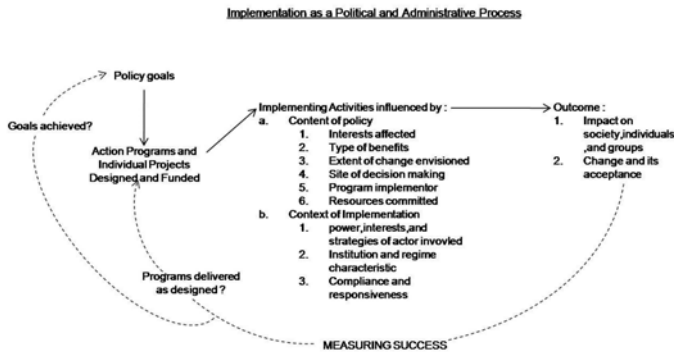 Implementation as a Political and Administrative Process
Policy goals
Goals achieved?
Action Programs and
Individual Projects
Designed and Funded
Implementing Activities influenced by :
a. Content of policy
1. Interests affected
2. Type of benefits
3. Extent of change envisioned
4. Site of decision making
5. Program implementor
6. Resources committed
b. Context of Implementation
1. power,interests,and
strategies of actor invovled
2. Institution and regime
characteristic
3. Compliance and
responsiveness
Outcome :
1. Impact on
society,individuals
,and groups
2. Change and its
acceptance
Programs delivered
as designed ?
MEASURING SUCCESS